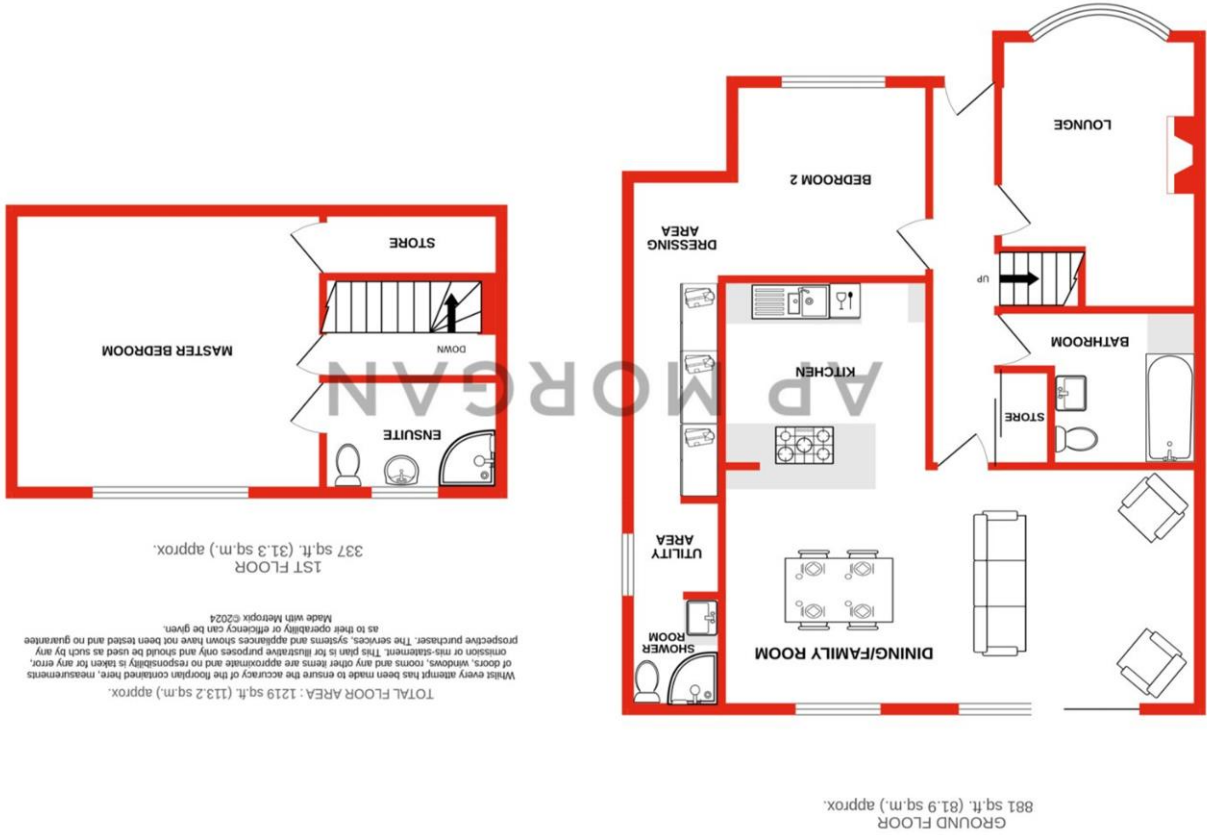 GROUND FLOOR
881 sq.ft. (81.9 sq.m.) approx.
DINING/FAMILY ROOM
SHOWER
ROOM
UTILITY
AREA
STORE
KITCHEN
BATHROOM
UP
DRESSING
AREA
BEDROOM 2
LOUNGE
1ST FLOOR
337 sq.ft. (31.3 sq.m.) approx.
ENSUITE
DOWN
MASTER BEDROOM
STORE
AP MORGAN
TOTAL FLOOR AREA : 1219 sq.ft. (113.2 sq.m.) approx.
Whilst every attempt has been made to ensure the accuracy of the floorplan contained here, measurements
of doors, windows, rooms and any other items are approximate and no responsibility is taken for any error,
omission or mis-statement. This plan is for illustrative purposes only and should be used as such by any
prospective purchaser. The services, systems and appliances shown have not been tested and no guarantee
as to their operability or efficiency can be given.
Made with Metropix ©2024